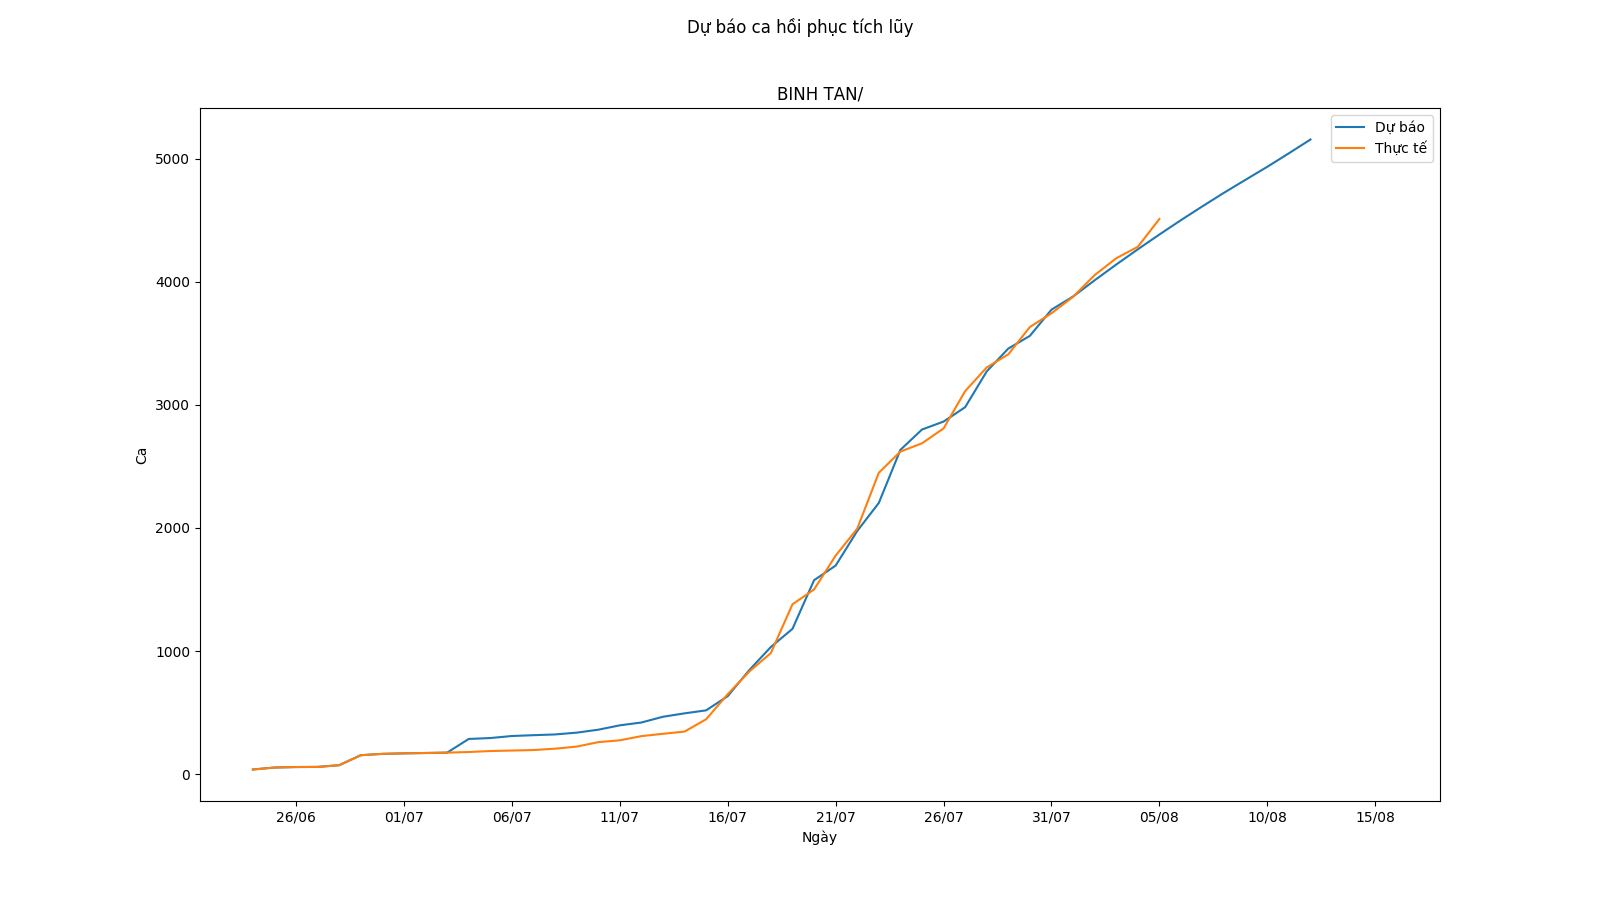 Dự báo ca hồi phục tích lũy
BINH TAN/
Dự báo
Thực tế
5000
4000
3000
2000
1000
0
Ca
26/06 01/07 06/07 11/07 16/07 21/07 26/07 31/07 05/08 10/08 15/08
Ngày